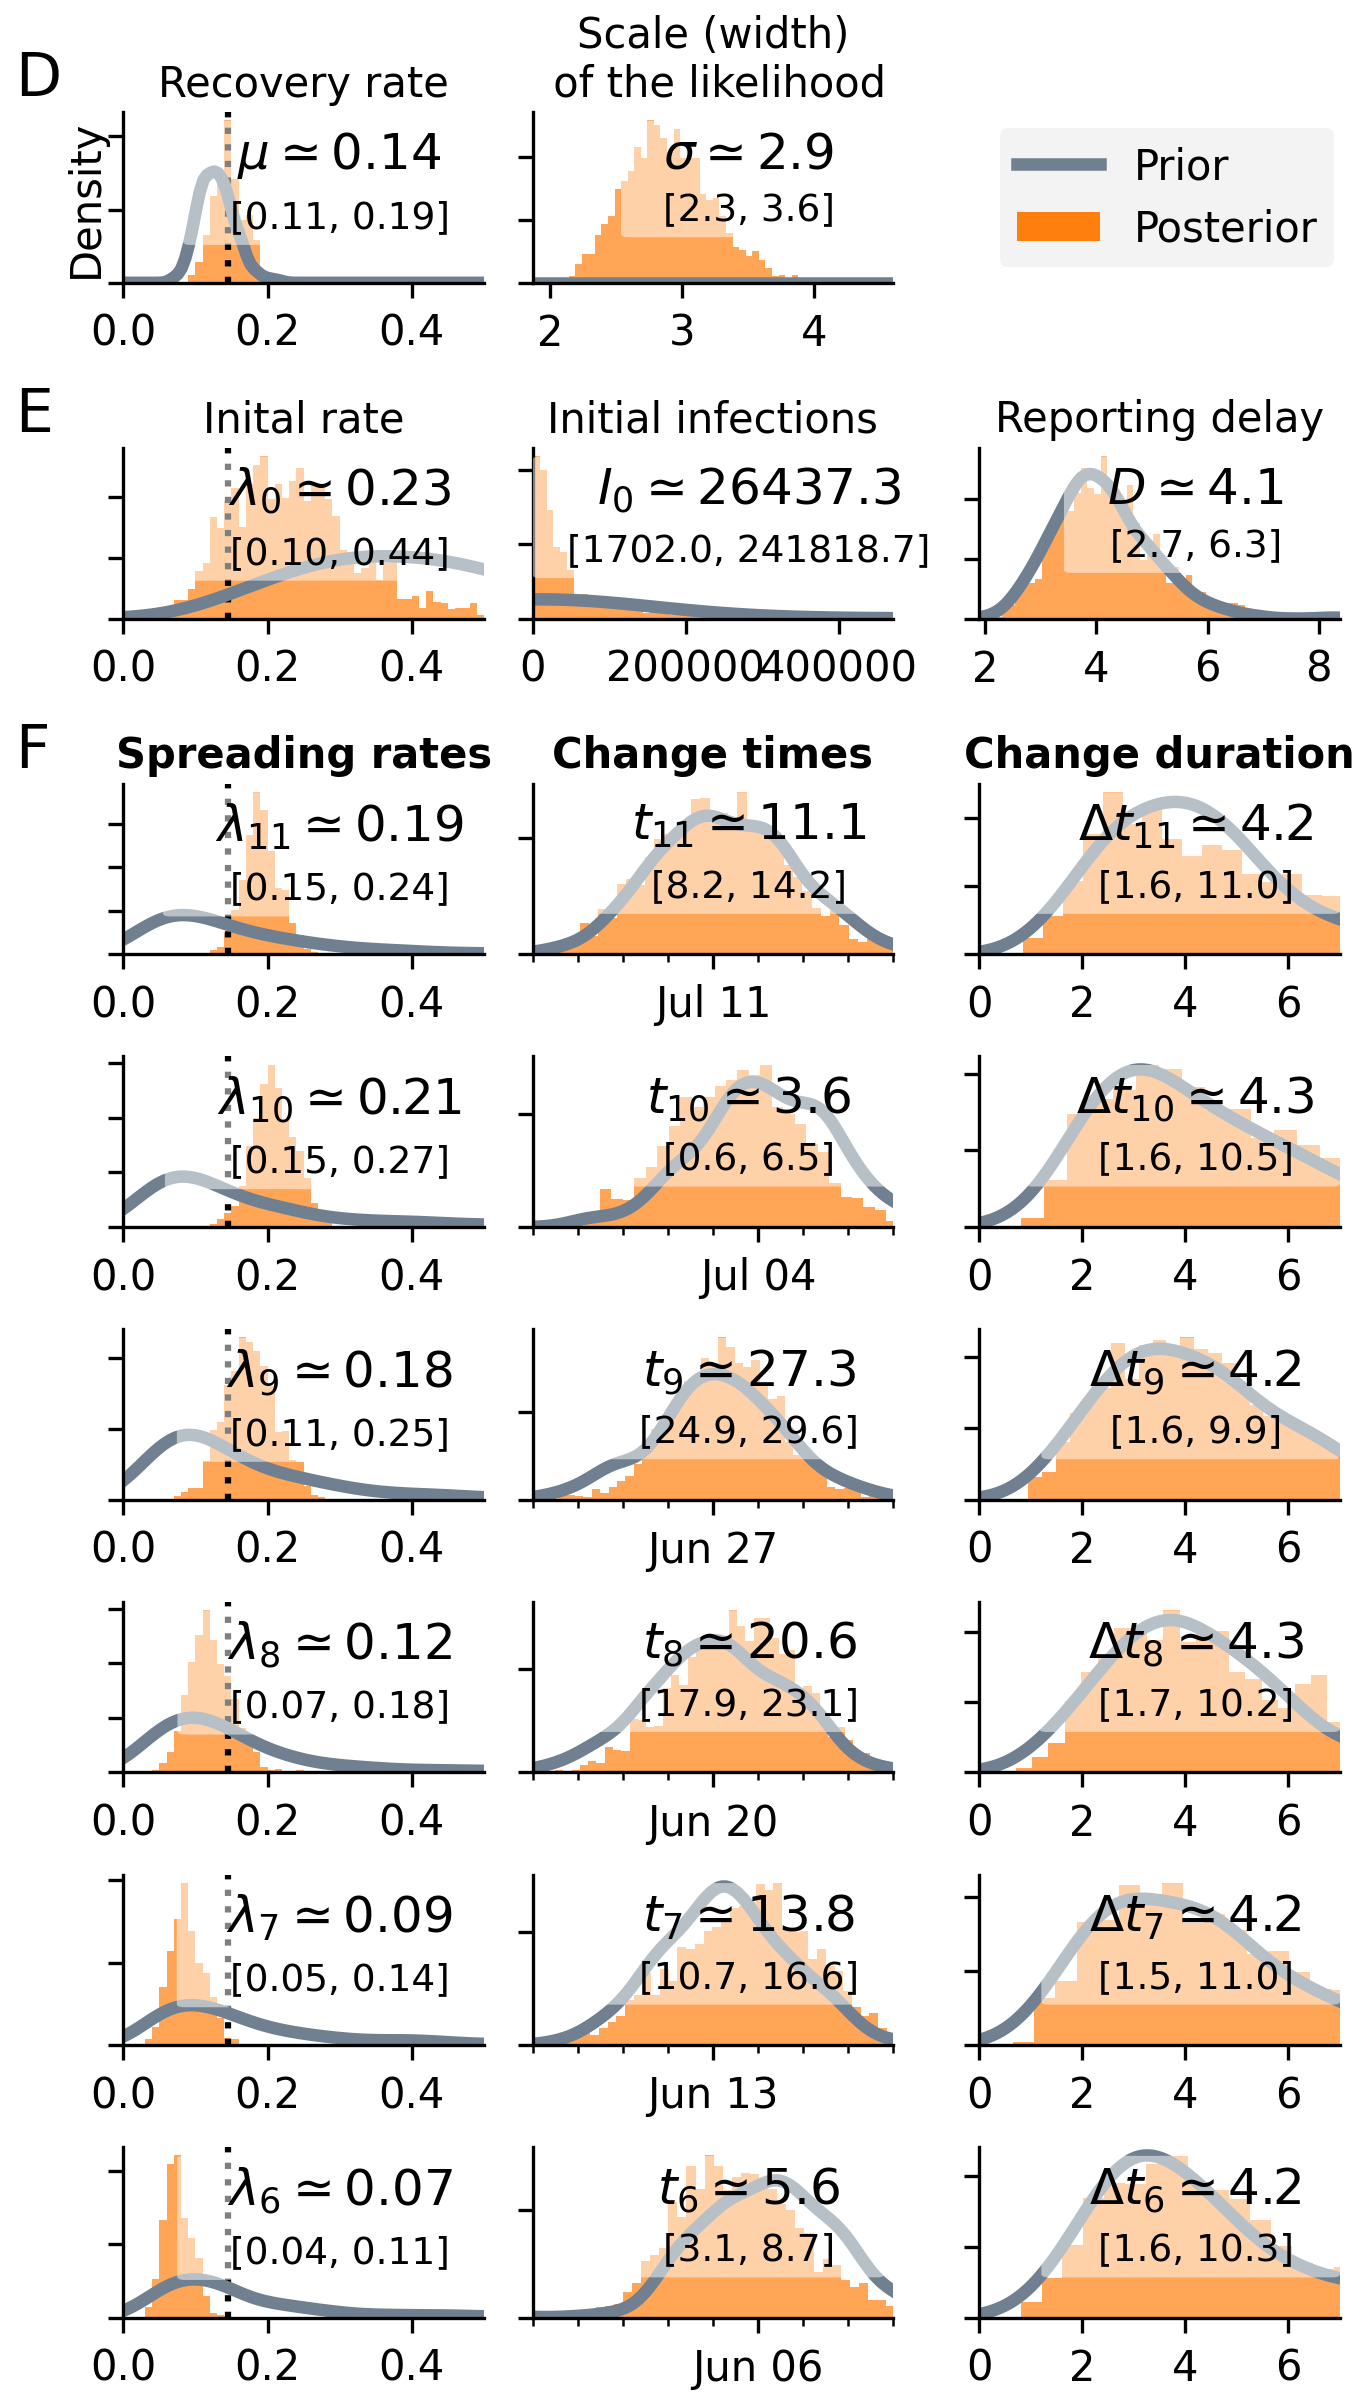 D
Recovery rate
Scale (width)
of the likelihood
Density
μ ≃ 0.14
[0.11, 0.19]
0.0 0.2 0.4
σ ≃ 2.9
[2.3, 3.6]
2 3 4
Prior
Posterior
E
Inital rate
λ0 ≃ 0.23
[0.10, 0.44]
0.0 0.2 0.4
Initial infections
I0 ≃ 26437.3
[1702.0, 241818.7]
0 200000 400000
Reporting delay
D ≃ 4.1
[2.7, 6.3]
2 4 6 8
F
Spreading rates
Change times
Change duration
λ11 ≃ 0.19
[0.15, 0.24]
0.0 0.2 0.4
t11 ≃ 11.1
[8.2, 14.2]
Jul 11
Δt11 ≃ 4.2
[1.6, 11.0]
0 2 4 6
λ10 ≃ 0.21
[0.15, 0.27]
0.0 0.2 0.4
t10 ≃ 3.6
[0.6, 6.5]
Jul 04
Δt10 ≃ 4.3
[1.6, 10.5]
0 2 4 6
λ9 ≃ 0.18
[0.11, 0.25]
0.0 0.2 0.4
t9 ≃ 27.3
[24.9, 29.6]
Jun 27
Δt9 ≃ 4.2
[1.6, 9.9]
0 2 4 6
λ8 ≃ 0.12
[0.07, 0.18]
0.0 0.2 0.4
t8 ≃ 20.6
[17.9, 23.1]
Jun 20
Δt8 ≃ 4.3
[1.7, 10.2]
0 2 4 6
λ7 ≃ 0.09
[0.05, 0.14]
0.0 0.2 0.4
t7 ≃ 13.8
[10.7, 16.6]
Jun 13
Δt7 ≃ 4.2
[1.5, 11.0]
0 2 4 6
λ6 ≃ 0.07
[0.04, 0.11]
0.0 0.2 0.4
t6 ≃ 5.6
[3.1, 8.7]
Jun 06
Δt6 ≃ 4.2
[1.6, 10.3]
0 2 4 6